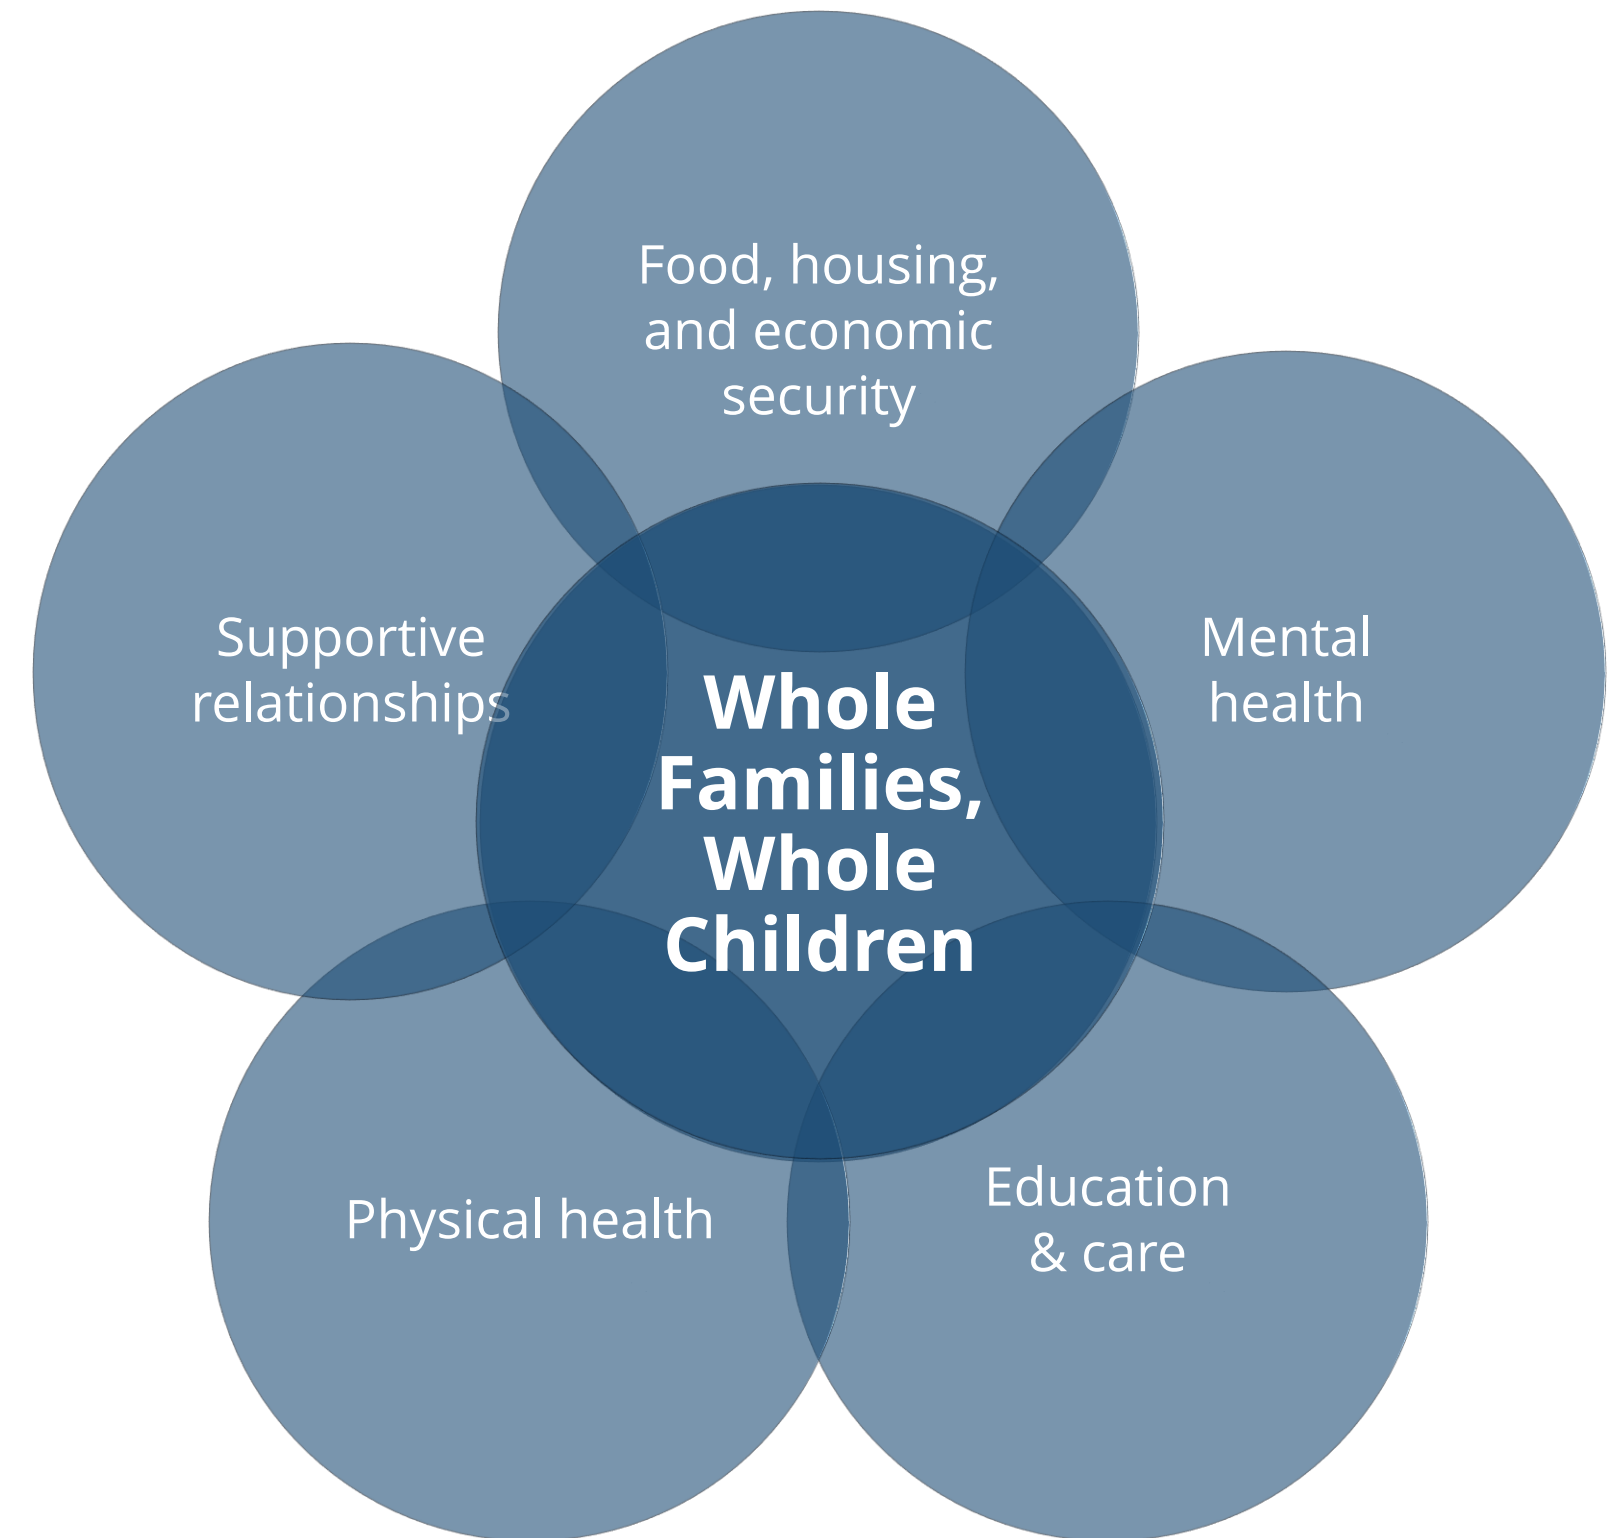 Food, housing,
and economic
security
Supportive
relationships
Mental
health
Whole
Families,
Whole
Children
Physical health
Education
& care